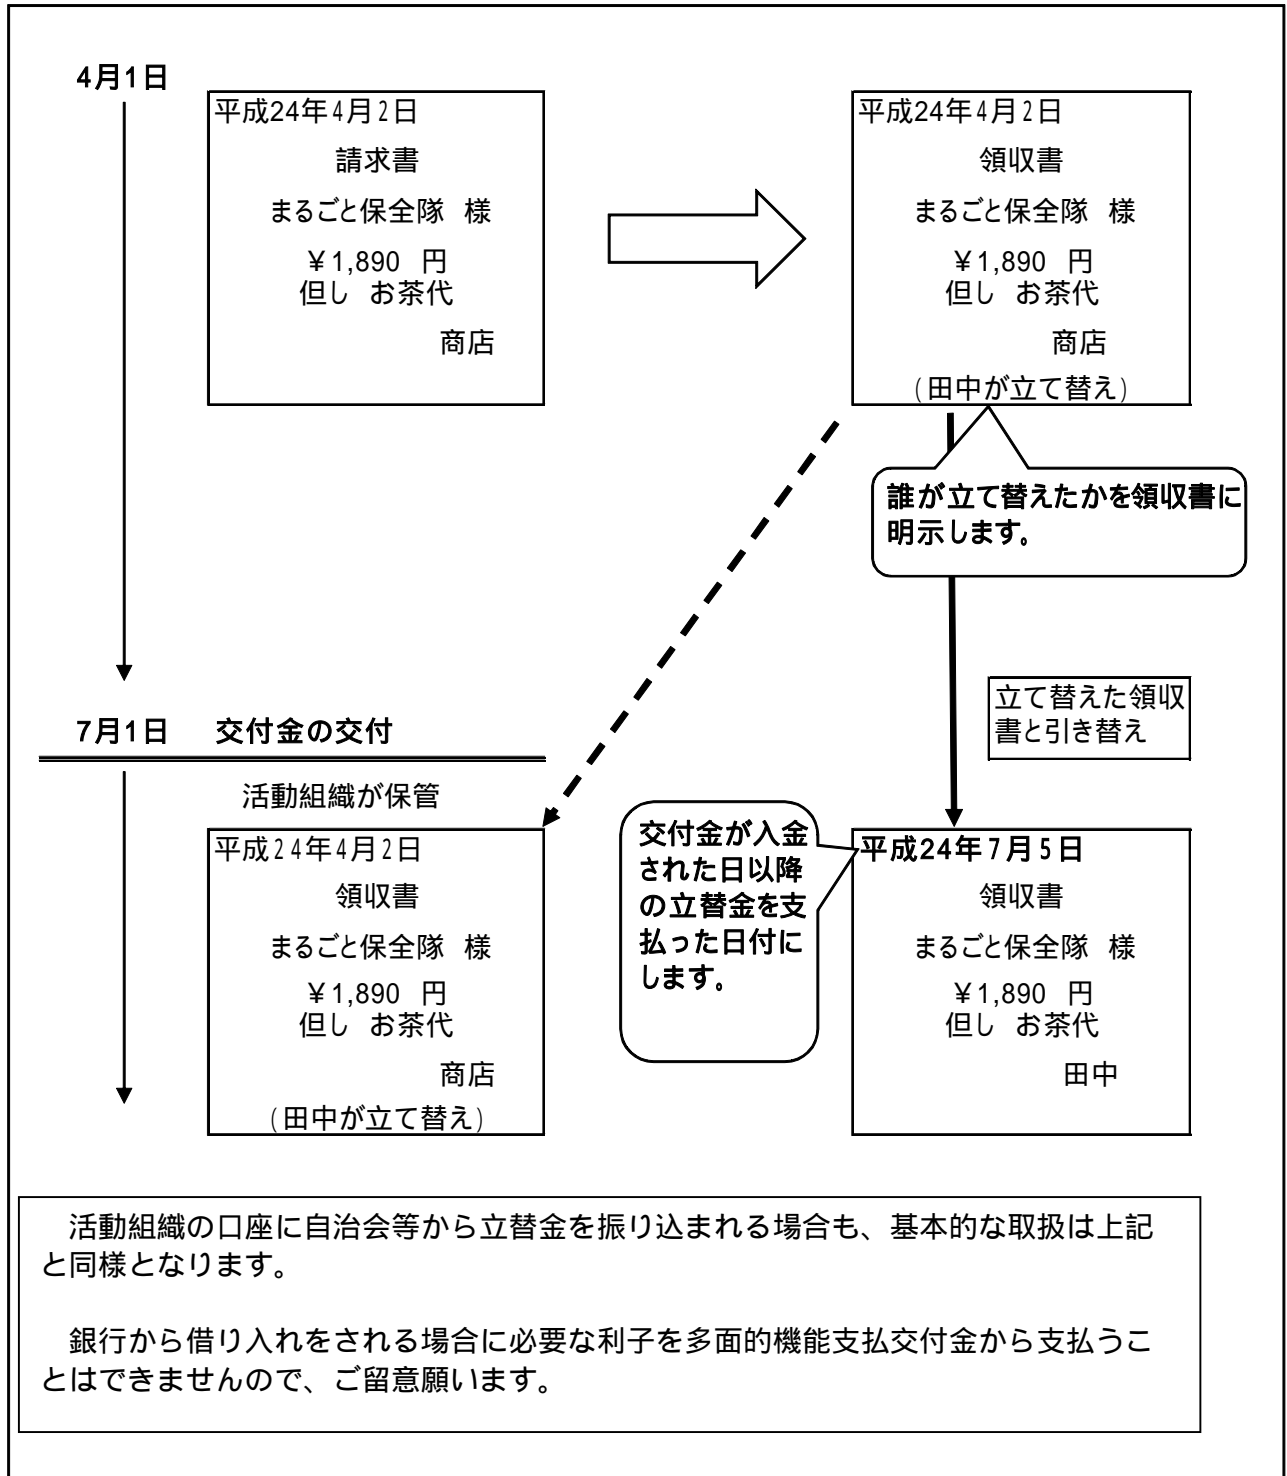 4月1日
平成24年4月2日
請求書
まるごと保全隊 様
￥1,890 円
但し お茶代
商店
平成24年4月2日
領収書
まるごと保全隊 様
￥1,890 円
但し お茶代
商店
(田中が立て替え)
誰が立て替えたかを領収書に
明示します。
立て替えた領収
書と引き替え
7月1日 交付金の交付
活動組織が保管
平成24年4月2日
領収書
まるごと保全隊 様
￥1,890 円
但し お茶代
商店
(田中が立て替え)
交付金が入金
された日以降
の立替金を支
払った日付に
します。
平成24年7月5日
領収書
まるごと保全隊 様
￥1,890 円
但し お茶代
田中
活動組織の口座に自治会等から立替金を振り込まれる場合も、基本的な取扱は上記
と同様となります。
銀行から借り入れをされる場合に必要な利子を多面的機能支払交付金から支払うこ
とはできませんので、ご留意願います。